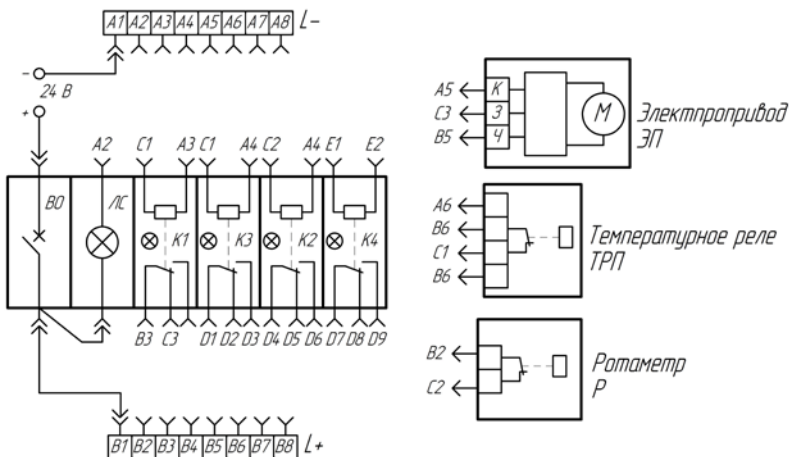 A1 A2 A3 A4 A5 A6 A7 A8 L-
-
24 В
+
A2 C1 A3 C1 A4 C2 A4 E1 E2
ВО ЛС K1 K3 K2 K4
B3 C3 D1 D2 D3 D4 D5 D6 D7 D8 D9
B1 B2 B3 B4 B5 B6 B7 B8 L+
A5 К
C3 З
B5 Ч
М
Электпропривод
ЭП
A6
B6
C1
B6
Температурное реле
ТРП
B2
C2
Ротаметр
Р